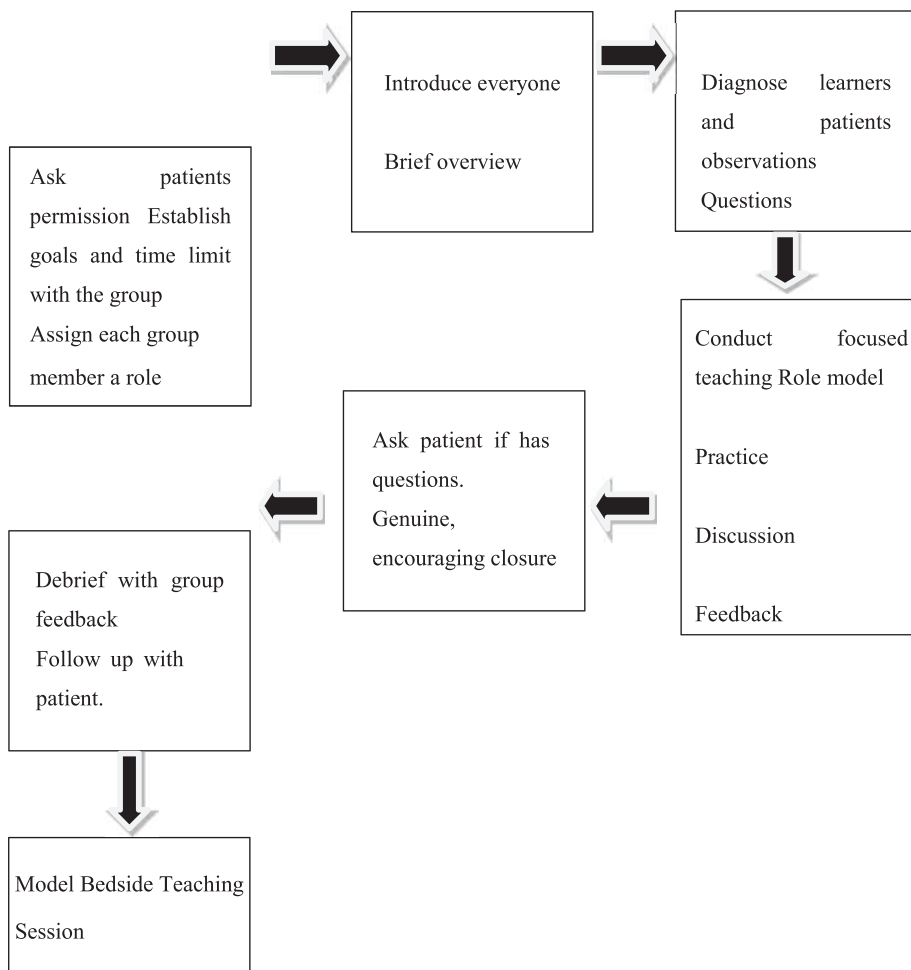 Ask patients
permission Establish
goals and time limit
with the group
Assign each group
member a role
Introduce everyone
Brief overview
Diagnose learners
and patients
observations
Questions
Conduct focused
teaching Role model
Practice
Discussion
Feedback
Ask patient if has
questions.
Genuine,
encouraging closure
Debrief with group
feedback
Follow up with
patient.
Model Bedside Teaching
Session